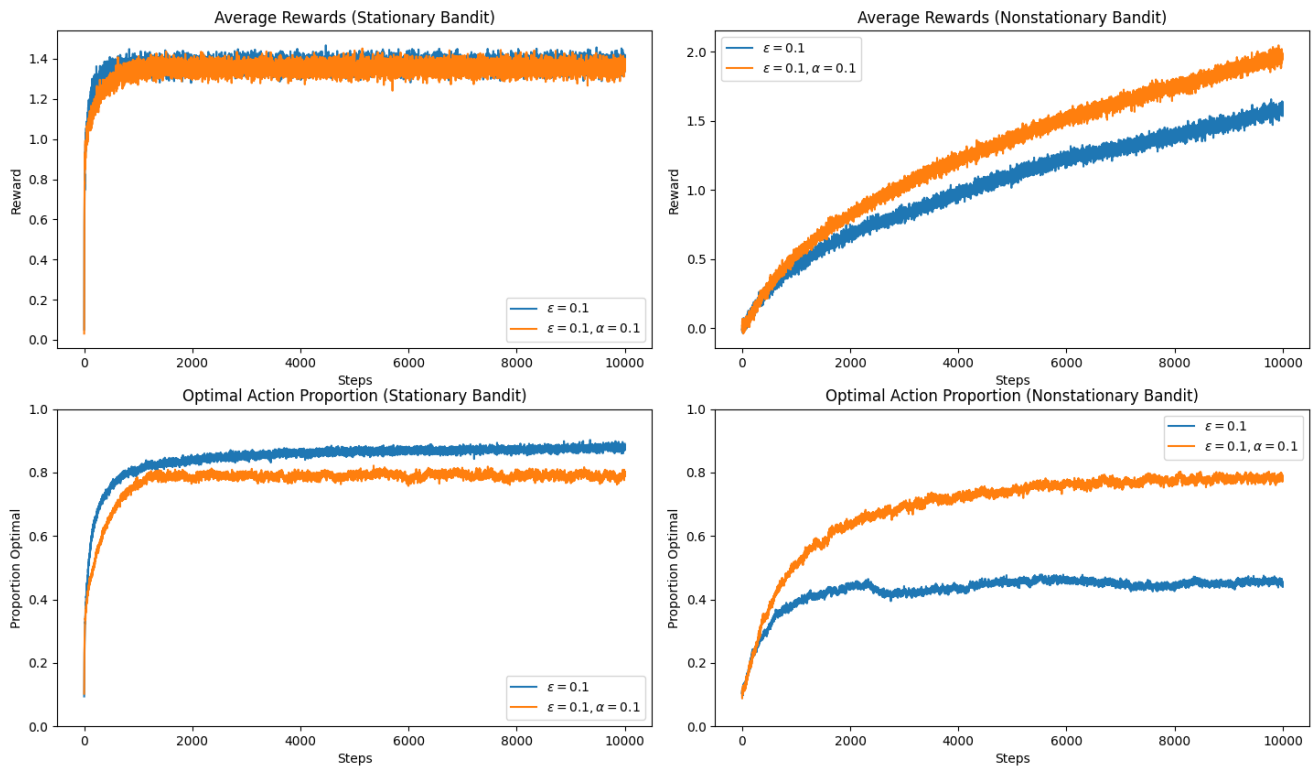 Average Rewards (Stationary Bandit)
1.4
1.2
1.0
0.8
0.6
0.4
0.2
0.0
Reward
0
2000
4000
6000
8000
10000
Steps
ε = 0.1
ε = 0.1, α = 0.1
Average Rewards (Nonstationary Bandit)
2.0
1.5
1.0
0.5
0.0
Reward
0
2000
4000
6000
8000
10000
Steps
ε = 0.1
ε = 0.1, α = 0.1
Optimal Action Proportion (Stationary Bandit)
1.0
0.8
0.6
0.4
0.2
0.0
Proportion Optimal
0
2000
4000
6000
8000
10000
Steps
ε = 0.1
ε = 0.1, α = 0.1
Optimal Action Proportion (Nonstationary Bandit)
1.0
0.8
0.6
0.4
0.2
0.0
Proportion Optimal
0
2000
4000
6000
8000
10000
Steps
ε = 0.1
ε = 0.1, α = 0.1